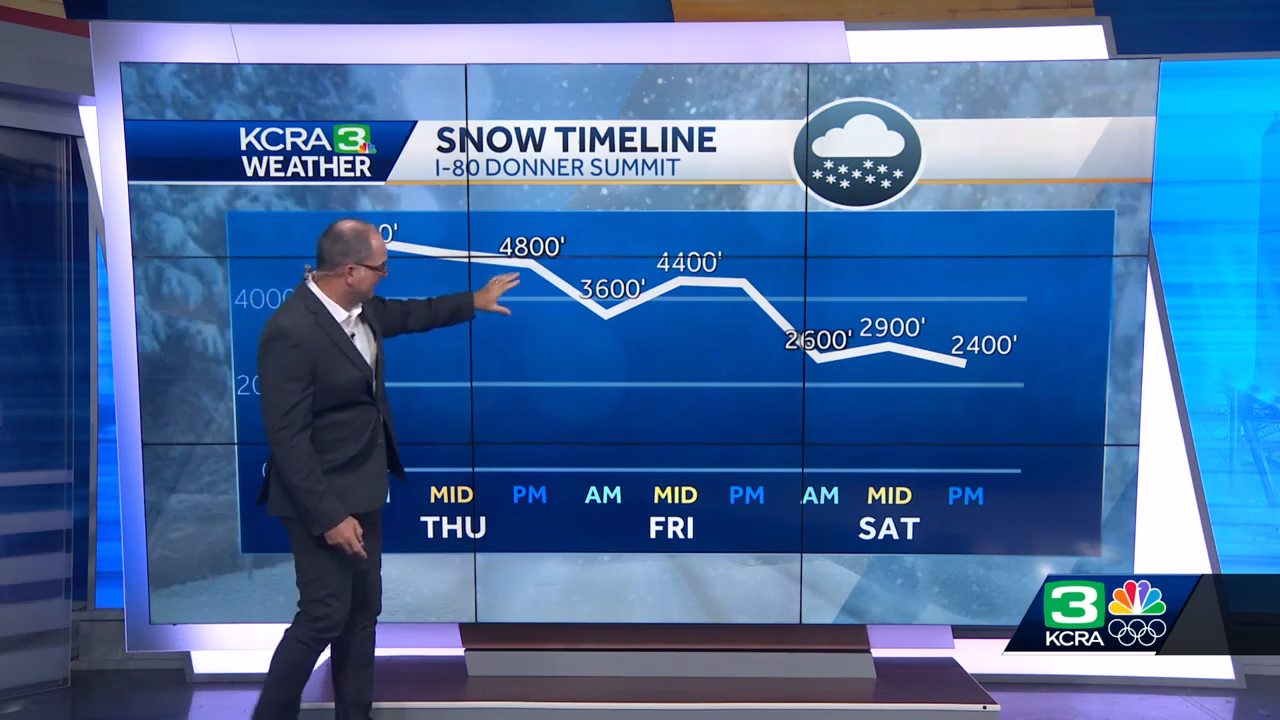 KCRA 3
WEATHER
SNOW TIMELINE
I-80 DONNER SUMMIT
4800'
3600'
4400'
2600'
2900'
2400'
MID PM AM MID PM AM MID PM
THU FRI SAT
3
KCRA